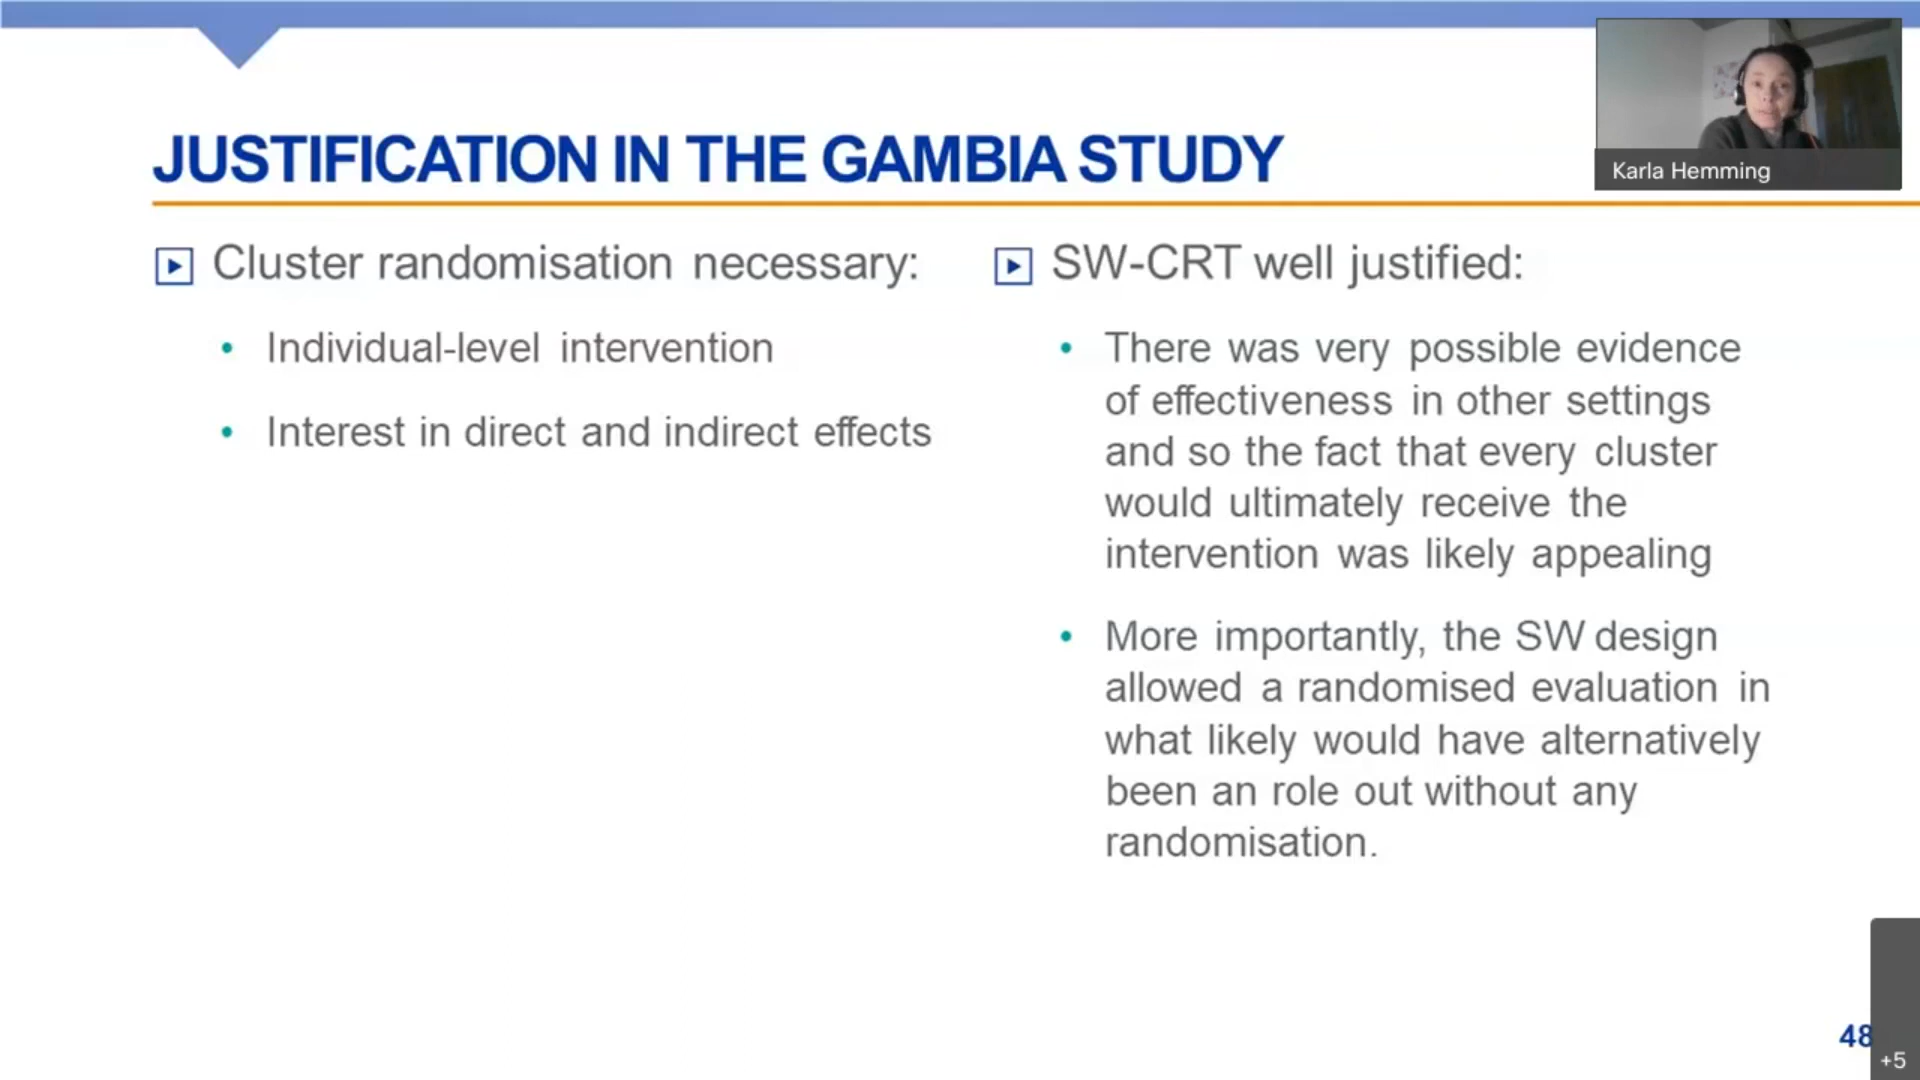 JUSTIFICATION IN THE GAMBIA STUDY
Karla Hemming
Cluster randomisation necessary:
Individual-level intervention
Interest in direct and indirect effects
SW-CRT well justified:
There was very possible evidence
of effectiveness in other settings
and so the fact that every cluster
would ultimately receive the
intervention was likely appealing
More importantly, the SW design
allowed a randomised evaluation in
what likely would have alternatively
been an role out without any
randomisation.
48
+5